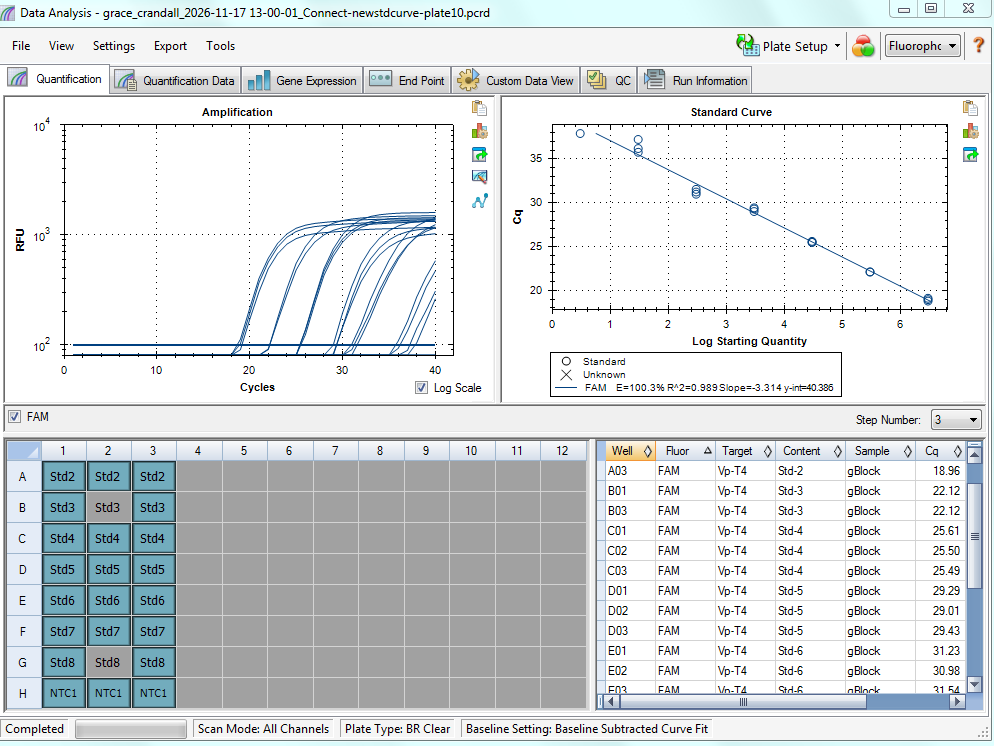 Data Analysis - grace_crandall_2026-11-17 13-00-01_Connect-newstdcurve-plate10.pcrd
File View Settings Export Tools Plate Setup Fluoropho ?
Quantification Quantification Data Gene Expression End Point Custom Data View QC Run Information
Amplification
10^4
10^3
10^2
RFU
0 10 20 30 40
Cycles
Log Scale
Standard Curve
35
30
25
20
Cq
0 1 2 3 4 5 6
Log Starting Quantity
Standard
Unknown
FAM E=100.3% R^2=0.989 Slope=-3.314 y-int=40.386
FAM
Step Number: 3
1 2 3 4 5 6 7 8 9 10 11 12
A Std2 Std2 Std2
B Std3 Std3 Std3
C Std4 Std4 Std4
D Std5 Std5 Std5
E Std6 Std6 Std6
F Std7 Std7 Std7
G Std8 Std8 Std8
H NTC1 NTC1 NTC1
Well Fluor Target Content Sample Cq
A03 FAM Vp-T4 Std-2 gBlock 18.96
B01 FAM Vp-T4 Std-3 gBlock 22.12
B03 FAM Vp-T4 Std-3 gBlock 22.12
C01 FAM Vp-T4 Std-4 gBlock 25.61
C02 FAM Vp-T4 Std-4 gBlock 25.50
C03 FAM Vp-T4 Std-4 gBlock 25.49
D01 FAM Vp-T4 Std-5 gBlock 29.29
D02 FAM Vp-T4 Std-5 gBlock 29.01
D03 FAM Vp-T4 Std-5 gBlock 29.43
E01 FAM Vp-T4 Std-6 gBlock 31.23
E02 FAM Vp-T4 Std-6 gBlock 30.98
E03 FAM Vp-T4 Std-6 gBlock 31.54
Completed Scan Mode: All Channels Plate Type: BR Clear Baseline Setting: Baseline Subtracted Curve Fit